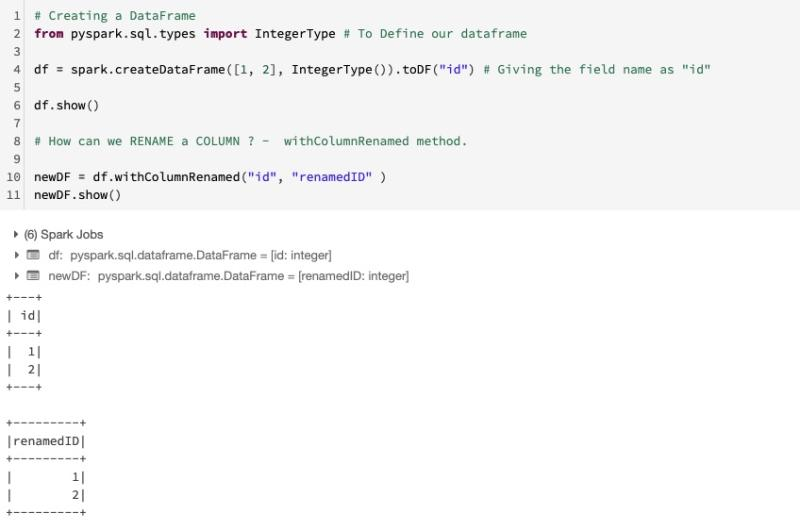 1 # Creating a DataFrame
2 from pyspark.sql.types import IntegerType # To Define our dataframe
3
4 df = spark.createDataFrame([1, 2], IntegerType()).toDF("id") # Giving the field name as "id"
5
6 df.show()
7
8 # How can we RENAME a COLUMN ? -  withColumnRenamed method.
9
10 newDF = df.withColumnRenamed("id", "renamedID" )
11 newDF.show()
(6) Spark Jobs
df: pyspark.sql.dataframe.DataFrame = [id: integer]
newDF: pyspark.sql.dataframe.DataFrame = [renamedID: integer]
+---+
| id|
+---+
|  1|
|  2|
+---+
+---------+
|renamedID|
+---------+
|        1|
|        2|
+---------+